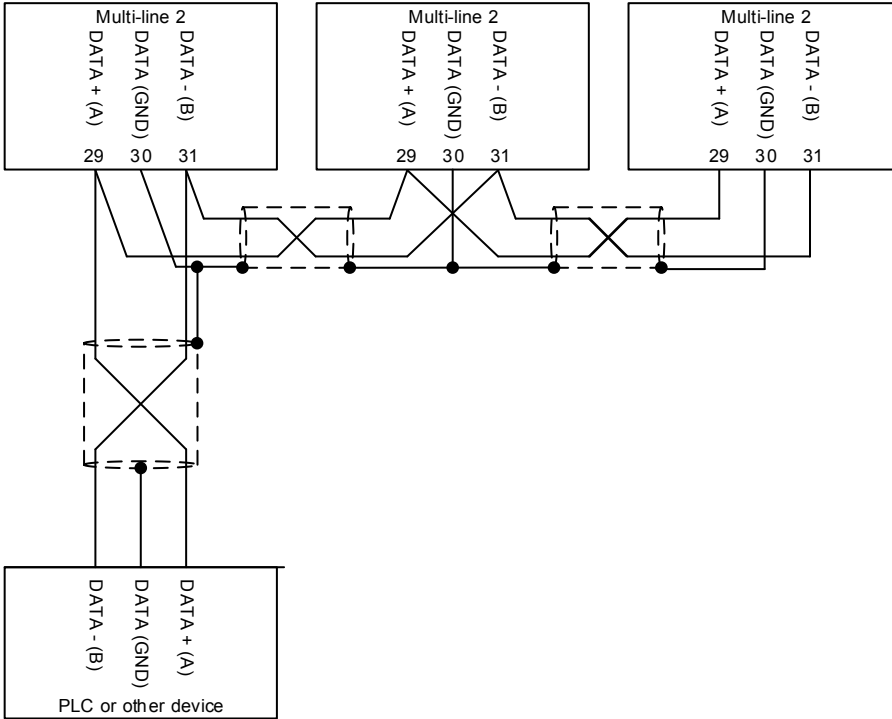 Multi-line 2
DATA + (A)
DATA (GND)
DATA - (B)
29 30 31
Multi-line 2
DATA + (A)
DATA (GND)
DATA - (B)
29 30 31
Multi-line 2
DATA + (A)
DATA (GND)
DATA - (B)
29 30 31
DATA - (B)
DATA (GND)
DATA + (A)
PLC or other device